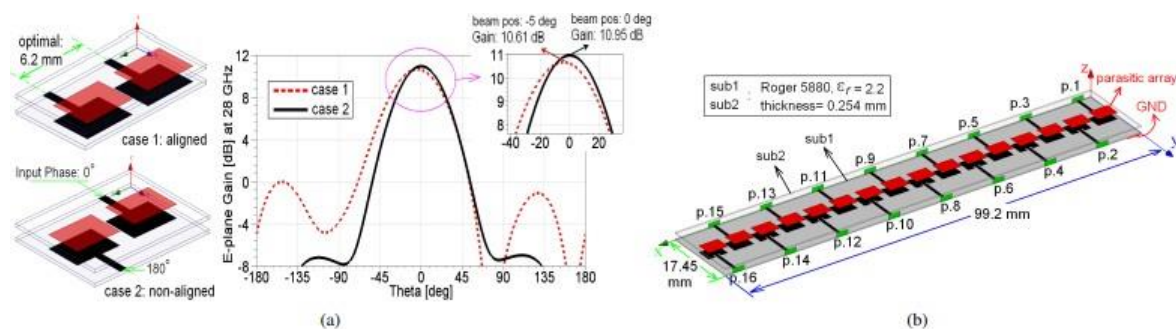 optimal:
6.2 mm
case 1: aligned
Input Phase: 0°
180°
case 2: non-aligned
beam pos: -5 deg
Gain: 10.61 dB
beam pos: 0 deg
Gain: 10.95 dB
E-plane Gain [dB] at 28 GHz
12
8
4
0
-4
-8
case 1
case 2
11
10
9
8
-40 -20 0 20
-180 -135 -90 -45 0 45 90 135 180
Theta [deg]
(a)
sub1 : Roger 5880, εr = 2.2
sub2 thickness= 0.254 mm
z
parasitic array
GND
y
sub1
sub2
p.1
p.3
p.5
p.7
p.9
p.11
p.13
p.15
p.2
p.4
p.6
p.8
p.10
p.12
p.14
p.16
99.2 mm
17.45
mm
(b)